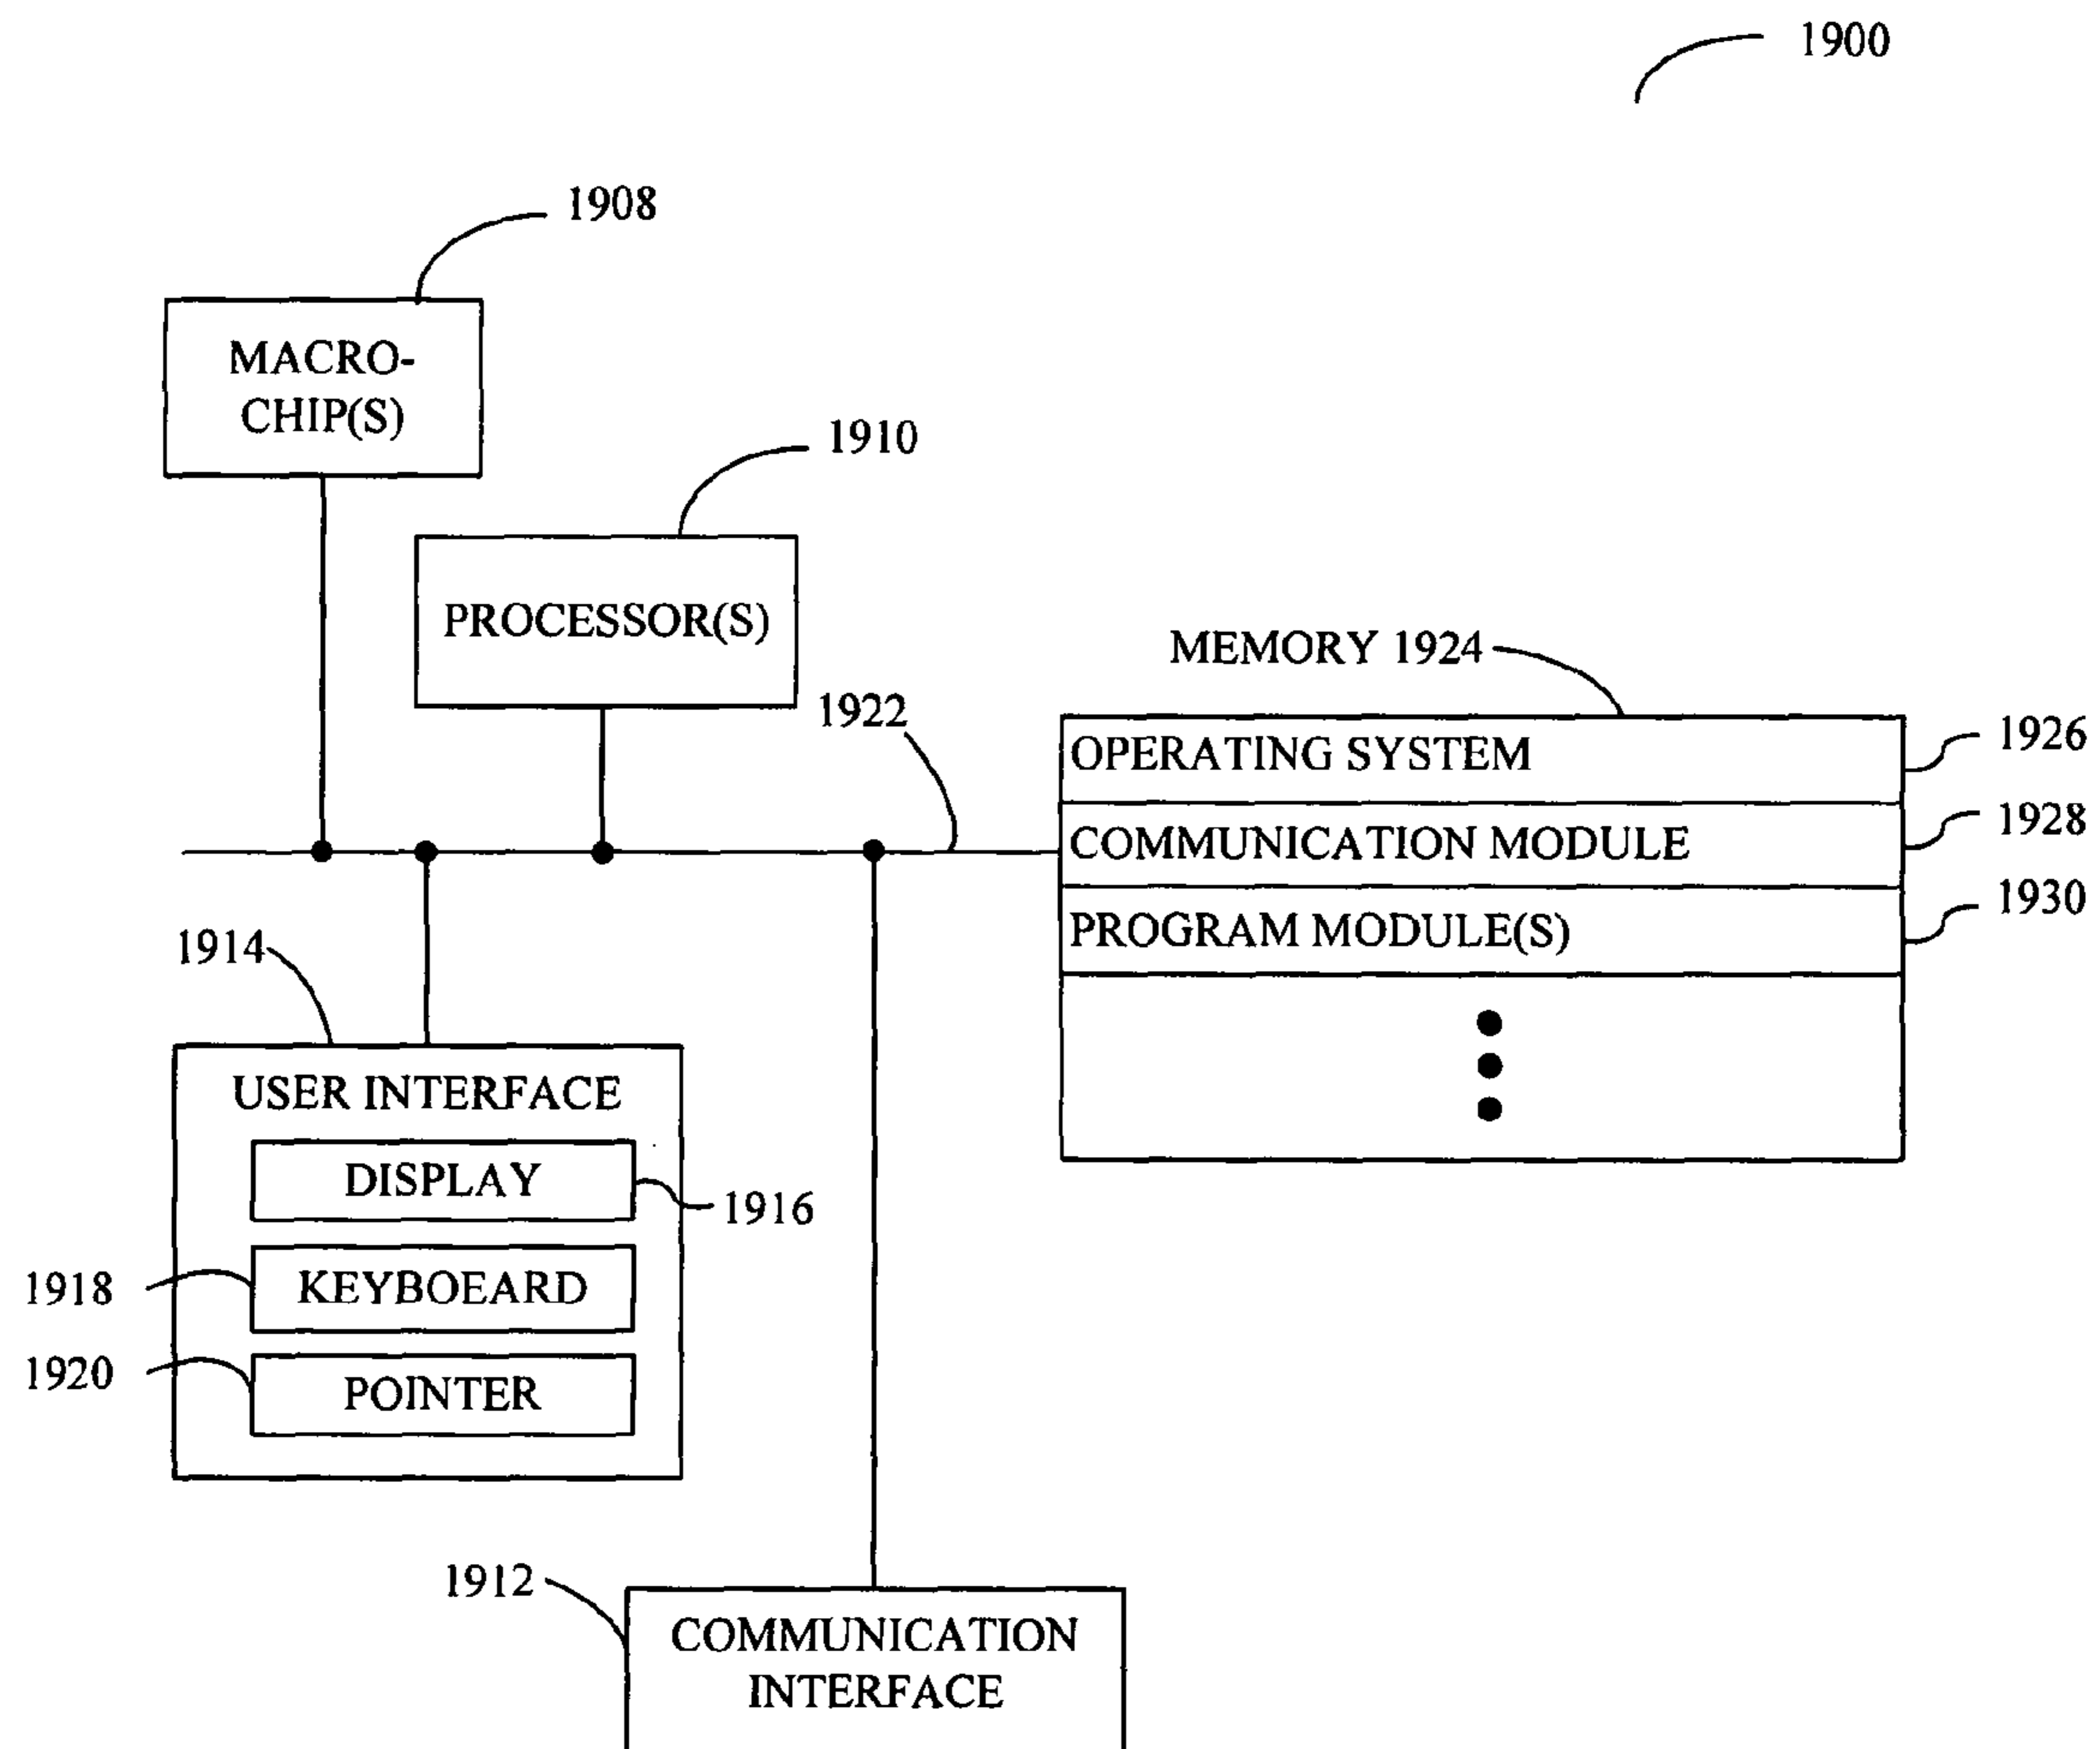 1900
1908
MACRO-
CHIP(S)
1910
PROCESSOR(S)
MEMORY 1924
1922
OPERATING SYSTEM
1926
COMMUNICATION MODULE
1928
PROGRAM MODULE(S)
1930
1914
USER INTERFACE
DISPLAY
1916
1918
KEYBOEARD
1920
POINTER
1912
COMMUNICATION
INTERFACE